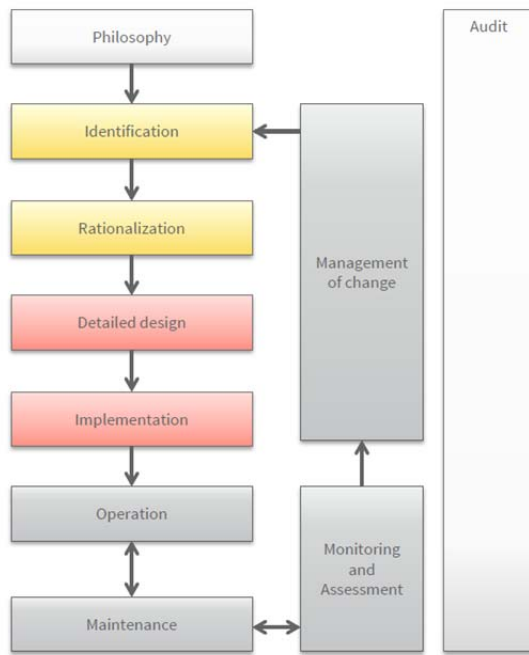 Philosophy
Audit
Identification
Rationalization
Management
of change
Detailed design
Implementation
Operation
Monitoring
and
Assessment
Maintenance